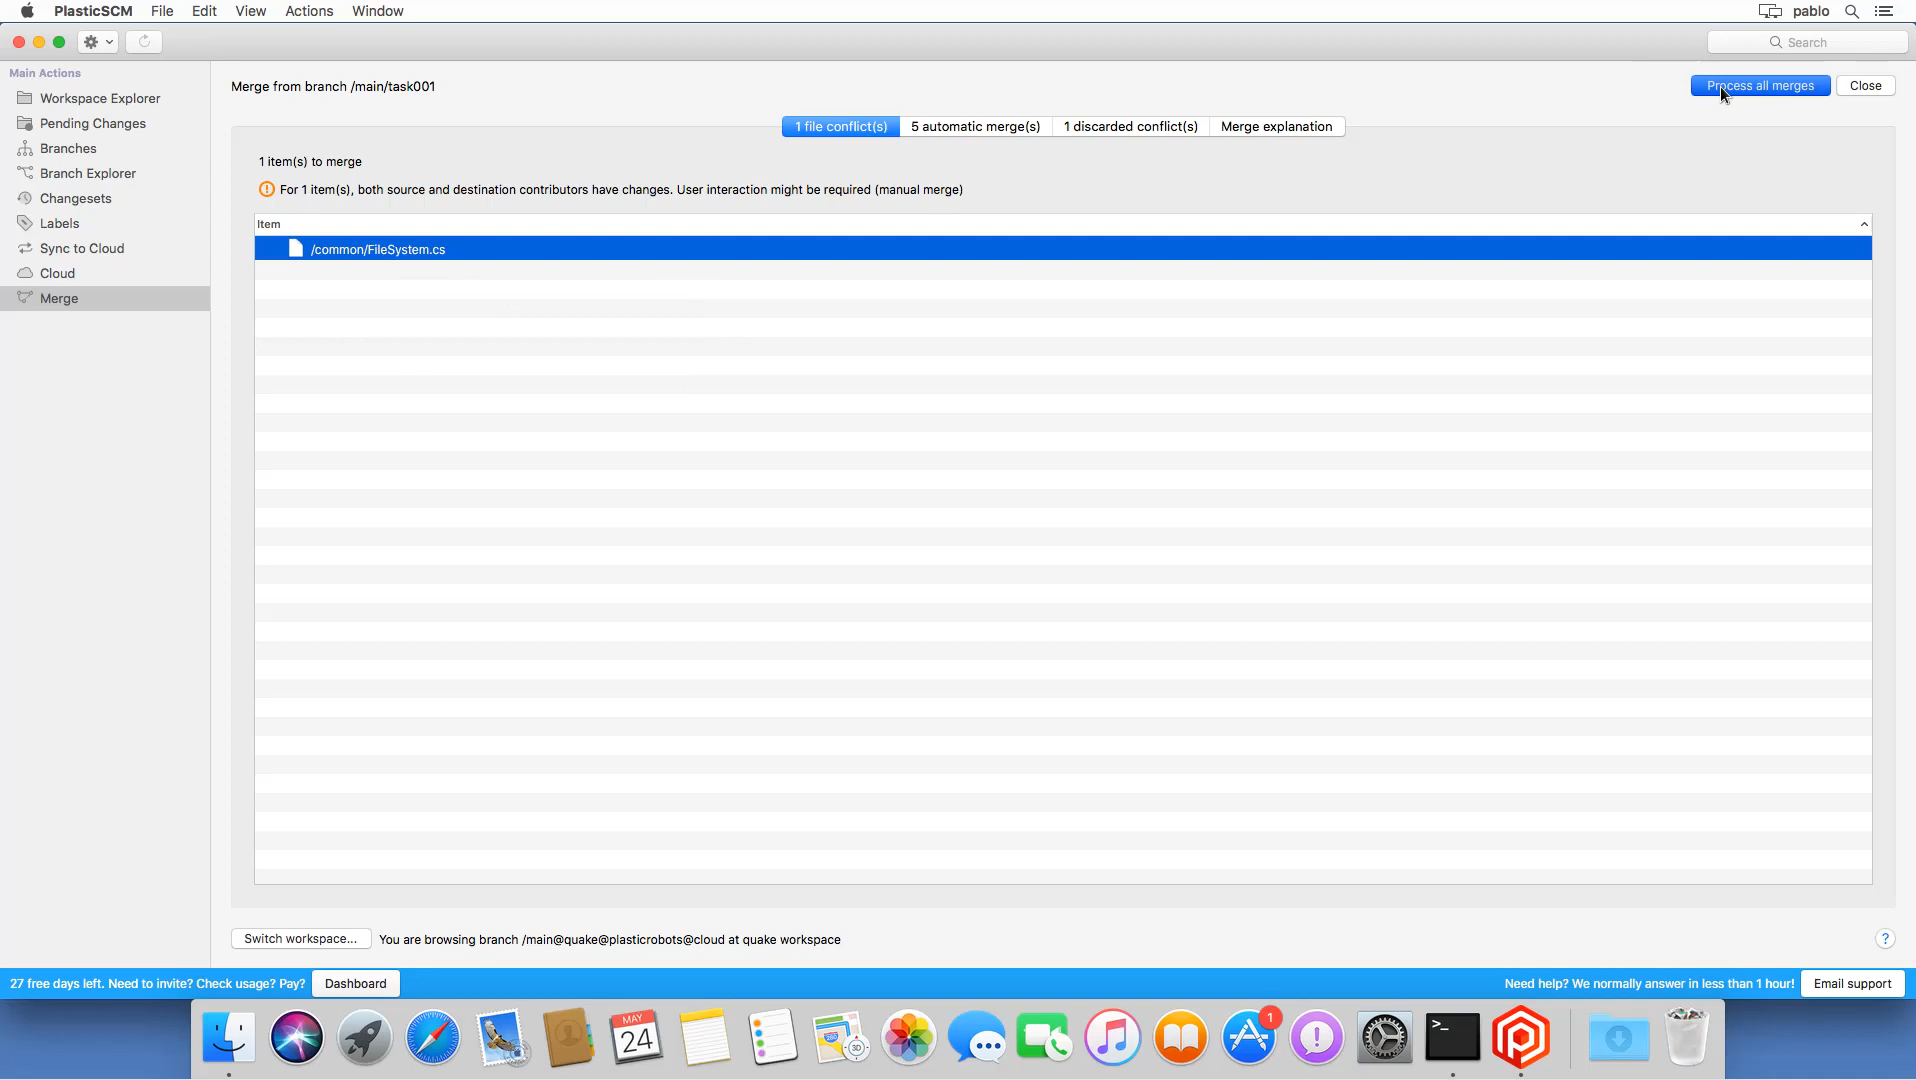 PlasticSCM File Edit View Actions Window pablo
Search
Main Actions
Workspace Explorer
Pending Changes
Branches
Branch Explorer
Changesets
Labels
Sync to Cloud
Cloud
Merge
Merge from branch /main/task001
Process all merges Close
1 file conflict(s) 5 automatic merge(s) 1 discarded conflict(s) Merge explanation
1 item(s) to merge
For 1 item(s), both source and destination contributors have changes. User interaction might be required (manual merge)
Item
/common/FileSystem.cs
Switch workspace... You are browsing branch /main@quake@plasticrobots@cloud at quake workspace ?
27 free days left. Need to invite? Check usage? Pay? Dashboard Need help? We normally answer in less than 1 hour! Email support
MAY
24
280
3D
1
>_